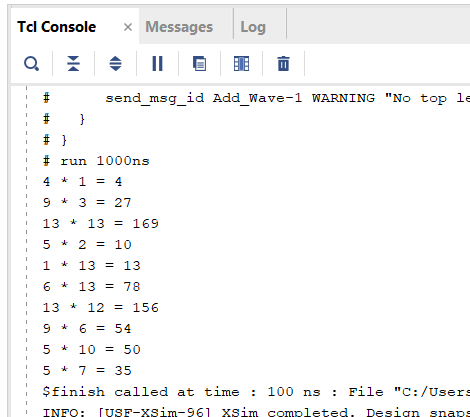 Tcl Console × Messages Log
# send_msg_id Add_Wave-1 WARNING "No top le
# }
# }
# run 1000ns
4 * 1 = 4
9 * 3 = 27
13 * 13 = 169
5 * 2 = 10
1 * 13 = 13
6 * 13 = 78
13 * 12 = 156
9 * 6 = 54
5 * 10 = 50
5 * 7 = 35
$finish called at time : 100 ns : File "C:/Users
INFO: [USF-XSim-96] XSim completed. Design snaps